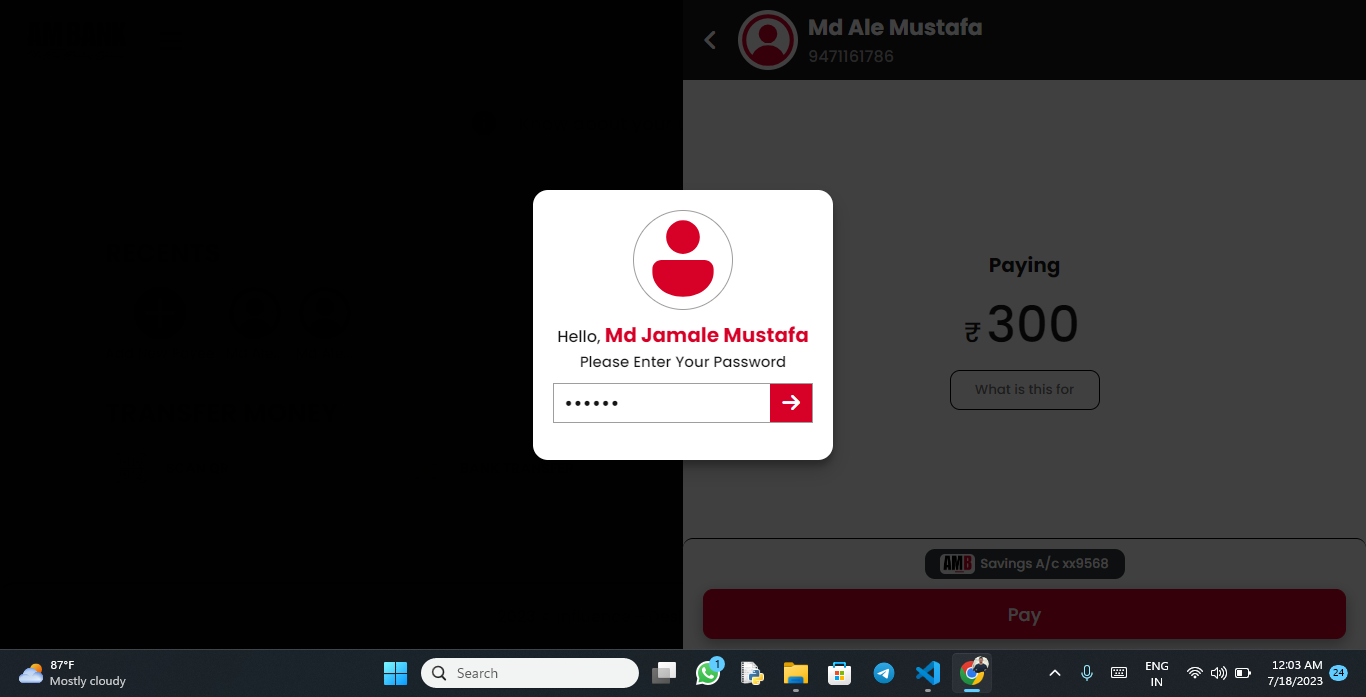 Md Ale Mustafa
9471161786
Paying
₹ 300
What is this for
Hello, Md Jamale Mustafa
Please Enter Your Password
••••••
AMB Savings A/c xx9568
Pay
87°F
Mostly cloudy
Search
1
ENG
IN
12:03 AM
7/18/2023
24